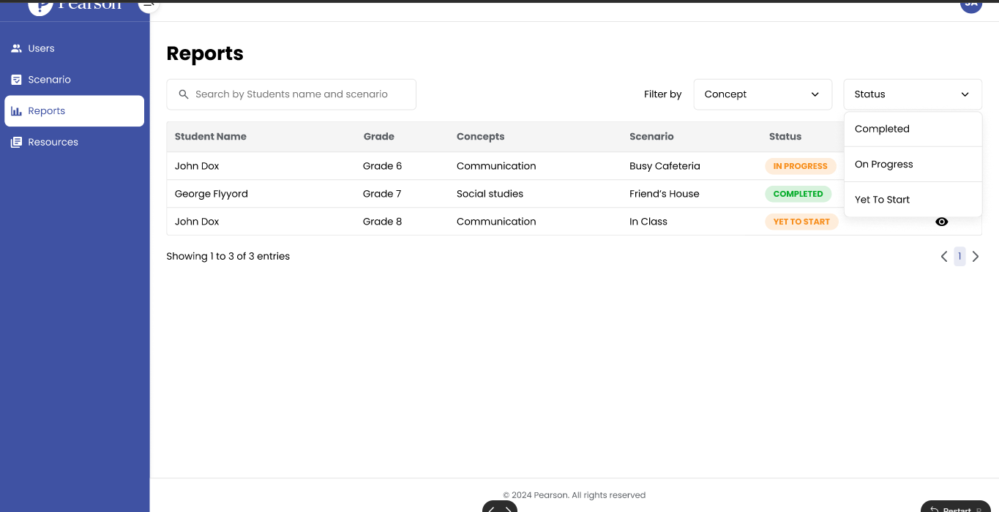 Pearson
SA
Users
Scenario
Reports
Resources
Reports
Search by Students name and scenario
Filter by
Concept
Status
Completed
On Progress
Yet To Start
Student Name Grade Concepts Scenario Status
John Dox Grade 6 Communication Busy Cafeteria IN PROGRESS
George Flyyord Grade 7 Social studies Friend’s House COMPLETED
John Dox Grade 8 Communication In Class YET TO START
Showing 1 to 3 of 3 entries
1
© 2024 Pearson. All rights reserved
Restart R